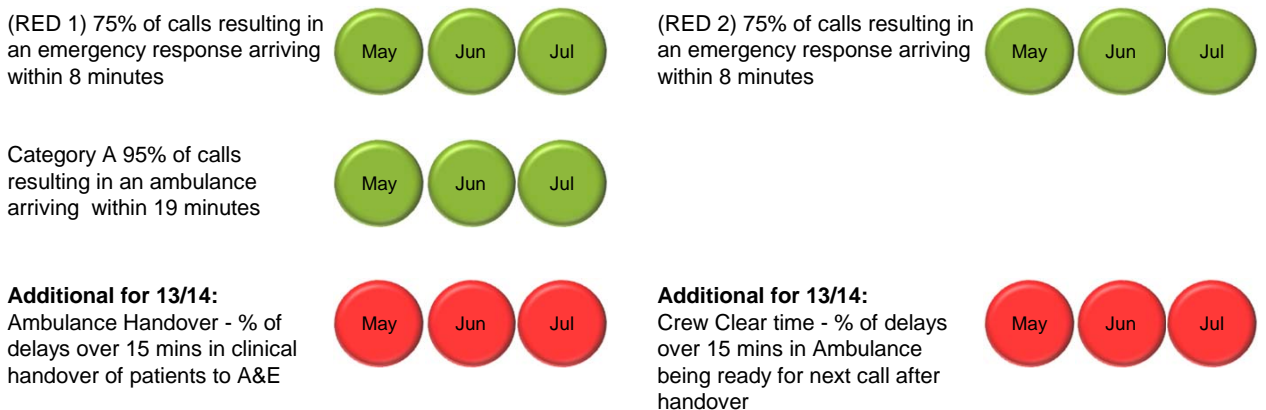 (RED 1) 75% of calls resulting in
an emergency response arriving
within 8 minutes
May Jun Jul
(RED 2) 75% of calls resulting in
an emergency response arriving
within 8 minutes
May Jun Jul
Category A 95% of calls
resulting in an ambulance
arriving within 19 minutes
May Jun Jul
Additional for 13/14:
Ambulance Handover - % of
delays over 15 mins in clinical
handover of patients to A&E
May Jun Jul
Additional for 13/14:
Crew Clear time - % of delays
over 15 mins in Ambulance
being ready for next call after
handover
May Jun Jul